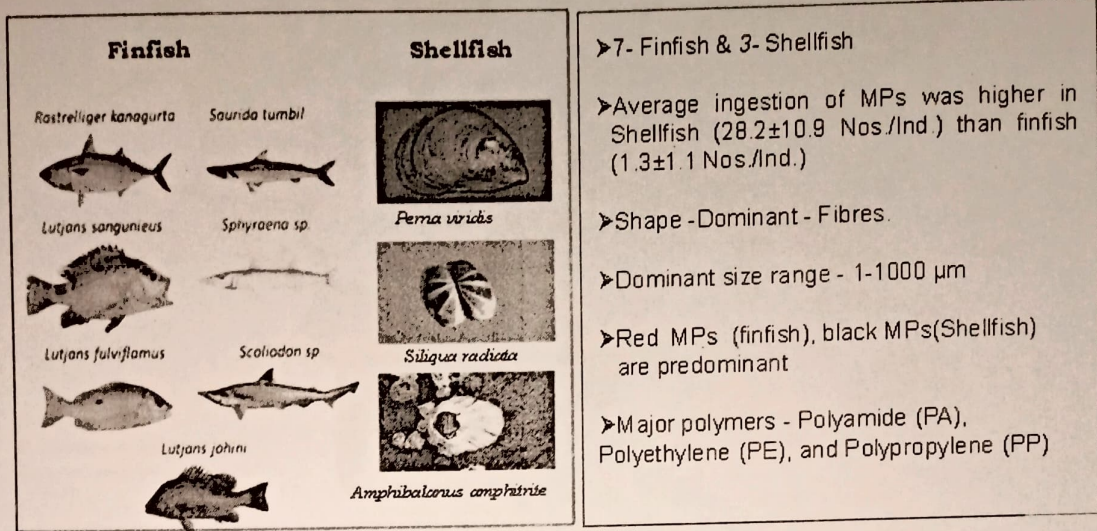 Finfish
Shellfish
Rastrelliger kanagurta
Saurida tumbil
Perna viridis
Lutjans sangunieus
Sphyraena sp.
Siliqua radiata
Lutjans fulviflamus
Scoliodon sp
Lutjans johini
Amphibalanus amphitrite
➤7- Finfish & 3- Shellfish
➤Average ingestion of MPs was higher in
Shellfish (28.2±10.9 Nos./Ind.) than finfish
(1.3±1.1 Nos./Ind.)
➤Shape -Dominant - Fibres.
➤Dominant size range - 1-1000 µm
➤Red MPs (finfish), black MPs(Shellfish)
are predominant
➤Major polymers - Polyamide (PA),
Polyethylene (PE), and Polypropylene (PP)